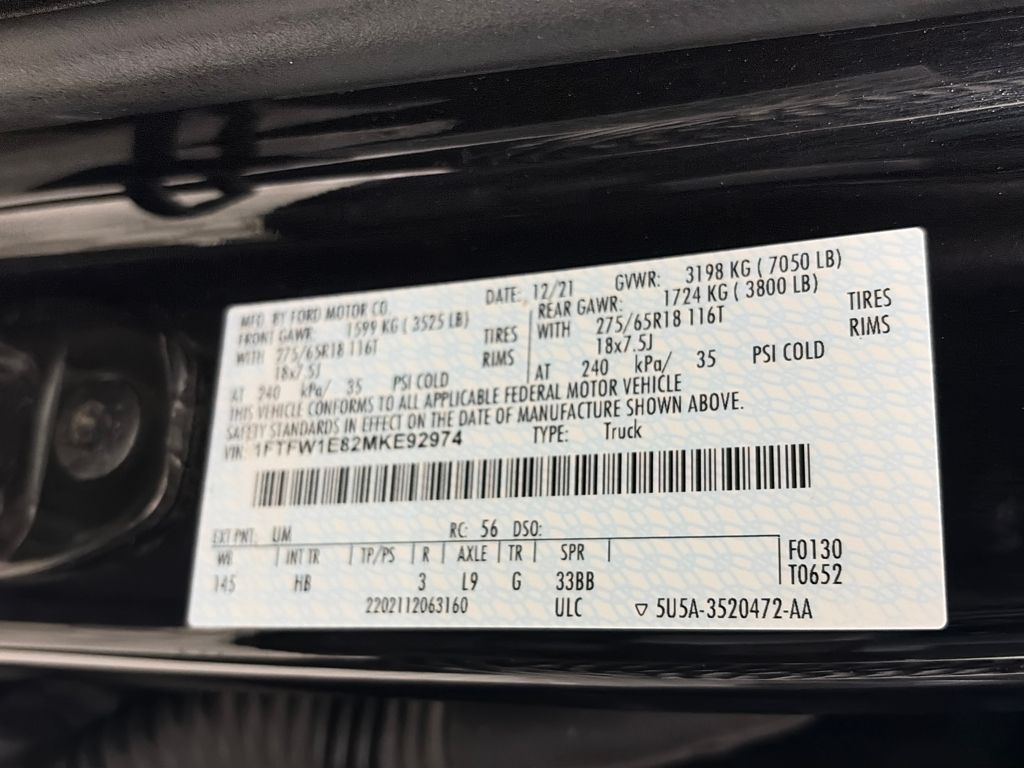 MFD. BY FORD MOTOR CO. DATE: 12/21 GVWR: 3198 KG ( 7050 LB)
FRONT GAWR: 1599 KG ( 3525 LB) REAR GAWR: 1724 KG ( 3800 LB)
WITH 275/65R18 116T TIRES WITH 275/65R18 116T TIRES
18x7.5J RIMS 18x7.5J RIMS
AT 240 kPa/ 35 PSI COLD AT 240 kPa/ 35 PSI COLD
THIS VEHICLE CONFORMS TO ALL APPLICABLE FEDERAL MOTOR VEHICLE
SAFETY STANDARDS IN EFFECT ON THE DATE OF MANUFACTURE SHOWN ABOVE.
VIN: 1FTFW1E82MKE92974 TYPE: Truck
EXT PNT: UM RC: 56 DSO:
WB INT TR TP/PS R AXLE TR SPR F0130
145 HB 3 L9 G 33BB T0652
2202112063160 ULC ▽ 5U5A-3520472-AA